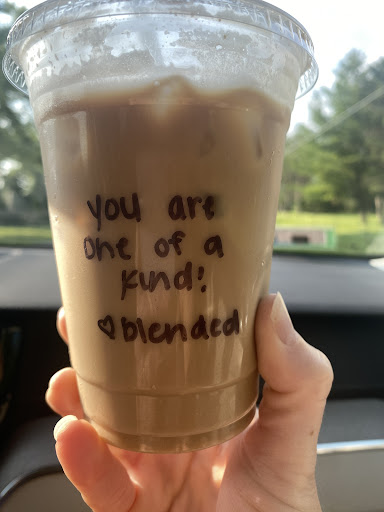 you are
one of a
kind!
♡blended